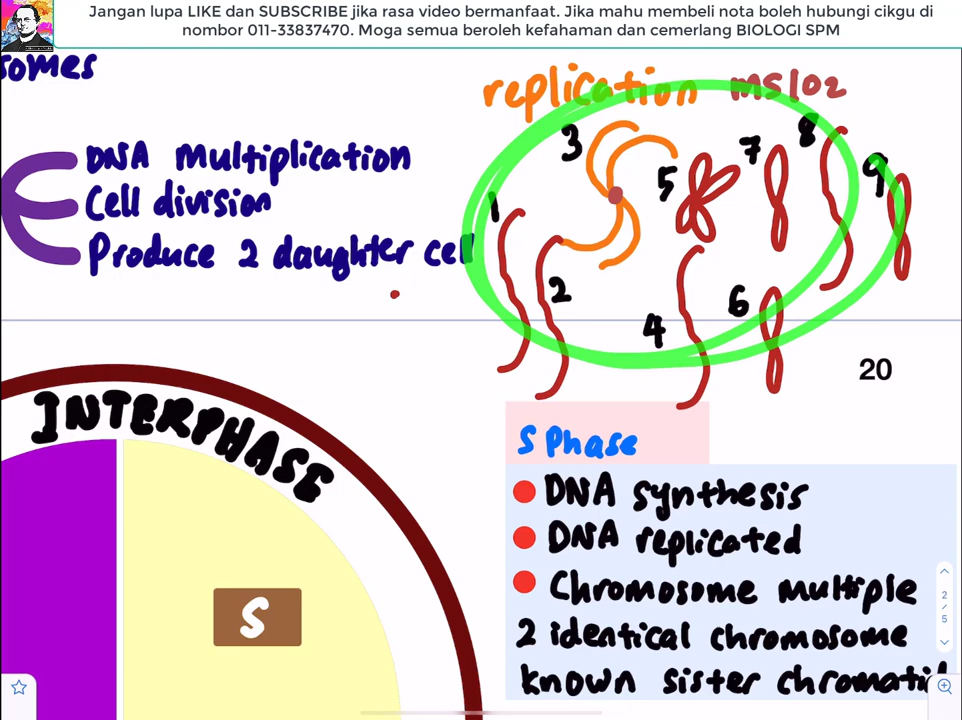 Jangan lupa LIKE dan SUBSCRIBE jika rasa video bermanfaat. Jika mahu membeli nota boleh hubungi cikgu di
nombor 011-33837470. Moga semua beroleh kefahaman dan cemerlang BIOLOGI SPM
somes
replication ms102
DNA Multiplication
Cell division
Produce 2 daughter cell
1
2
3
4
5
6
7
8
9
20
INTERPHASE
S
S Phase
DNA synthesis
DNA replicated
Chromosome multiple
2 identical chromosome
known sister chromatid
2
/
5